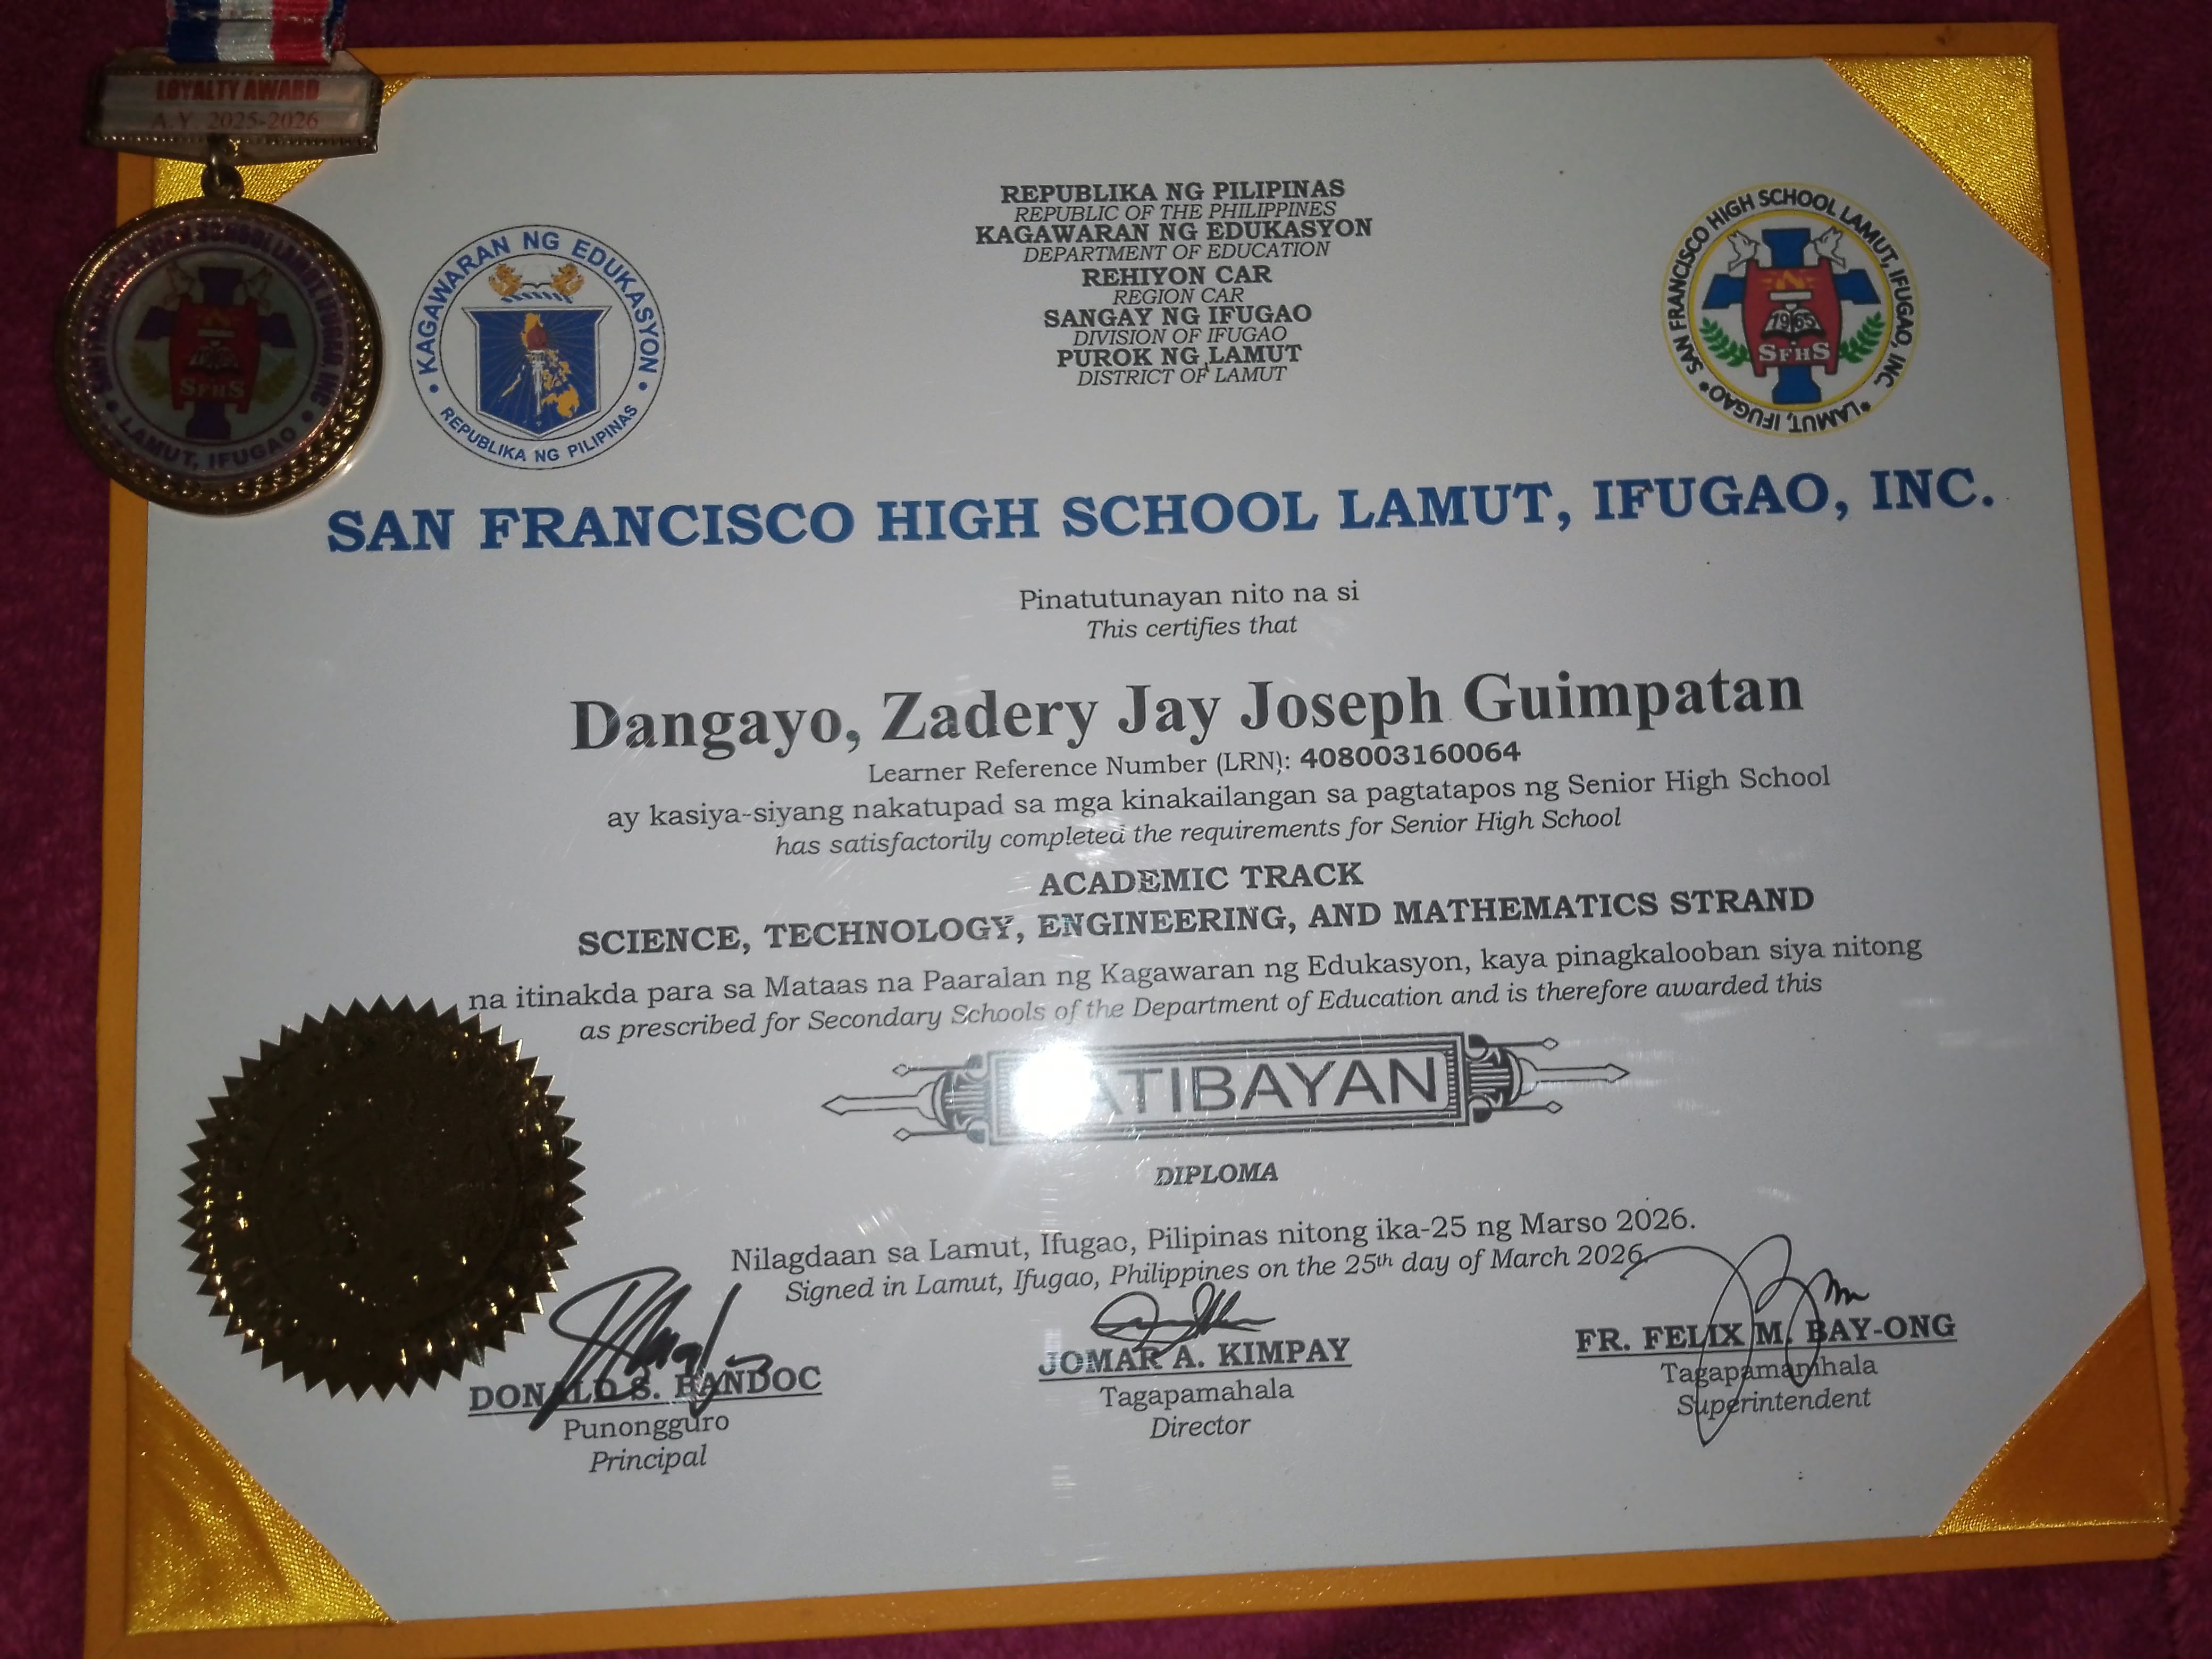 LOYALTY AWARD
A.Y. 2025-2026
SFHS
LAMUT, IFUGAO
KAGAWARAN NG EDUKASYON
REPUBLIKA NG PILIPINAS
REPUBLIKA NG PILIPINAS
REPUBLIC OF THE PHILIPPINES
KAGAWARAN NG EDUKASYON
DEPARTMENT OF EDUCATION
REHIYON CAR
REGION CAR
SANGAY NG IFUGAO
DIVISION OF IFUGAO
PUROK NG LAMUT
DISTRICT OF LAMUT
SAN FRANCISCO HIGH SCHOOL LAMUT, IFUGAO, INC.
1965
SFHS
*LAMUT, IFUGAO*
SAN FRANCISCO HIGH SCHOOL LAMUT, IFUGAO, INC.
Pinatutunayan nito na si
This certifies that
Dangayo, Zadery Jay Joseph Guimpatan
Learner Reference Number (LRN): 408003160064
ay kasiya-siyang nakatupad sa mga kinakailangan sa pagtatapos ng Senior High School
has satisfactorily completed the requirements for Senior High School
ACADEMIC TRACK
SCIENCE, TECHNOLOGY, ENGINEERING, AND MATHEMATICS STRAND
na itinakda para sa Mataas na Paaralan ng Kagawaran ng Edukasyon, kaya pinagkalooban siya nitong
as prescribed for Secondary Schools of the Department of Education and is therefore awarded this
DIPLOMA
Nilagdaan sa Lamut, Ifugao, Pilipinas nitong ika-25 ng Marso 2026.
Signed in Lamut, Ifugao, Philippines on the 25th day of March 2026.
DONALD S. BANDOC
Punongguro
Principal
JOMAR A. KIMPAY
Tagapamahala
Director
FR. FELIX M. BAY-ONG
Tagapamanihala
Superintendent